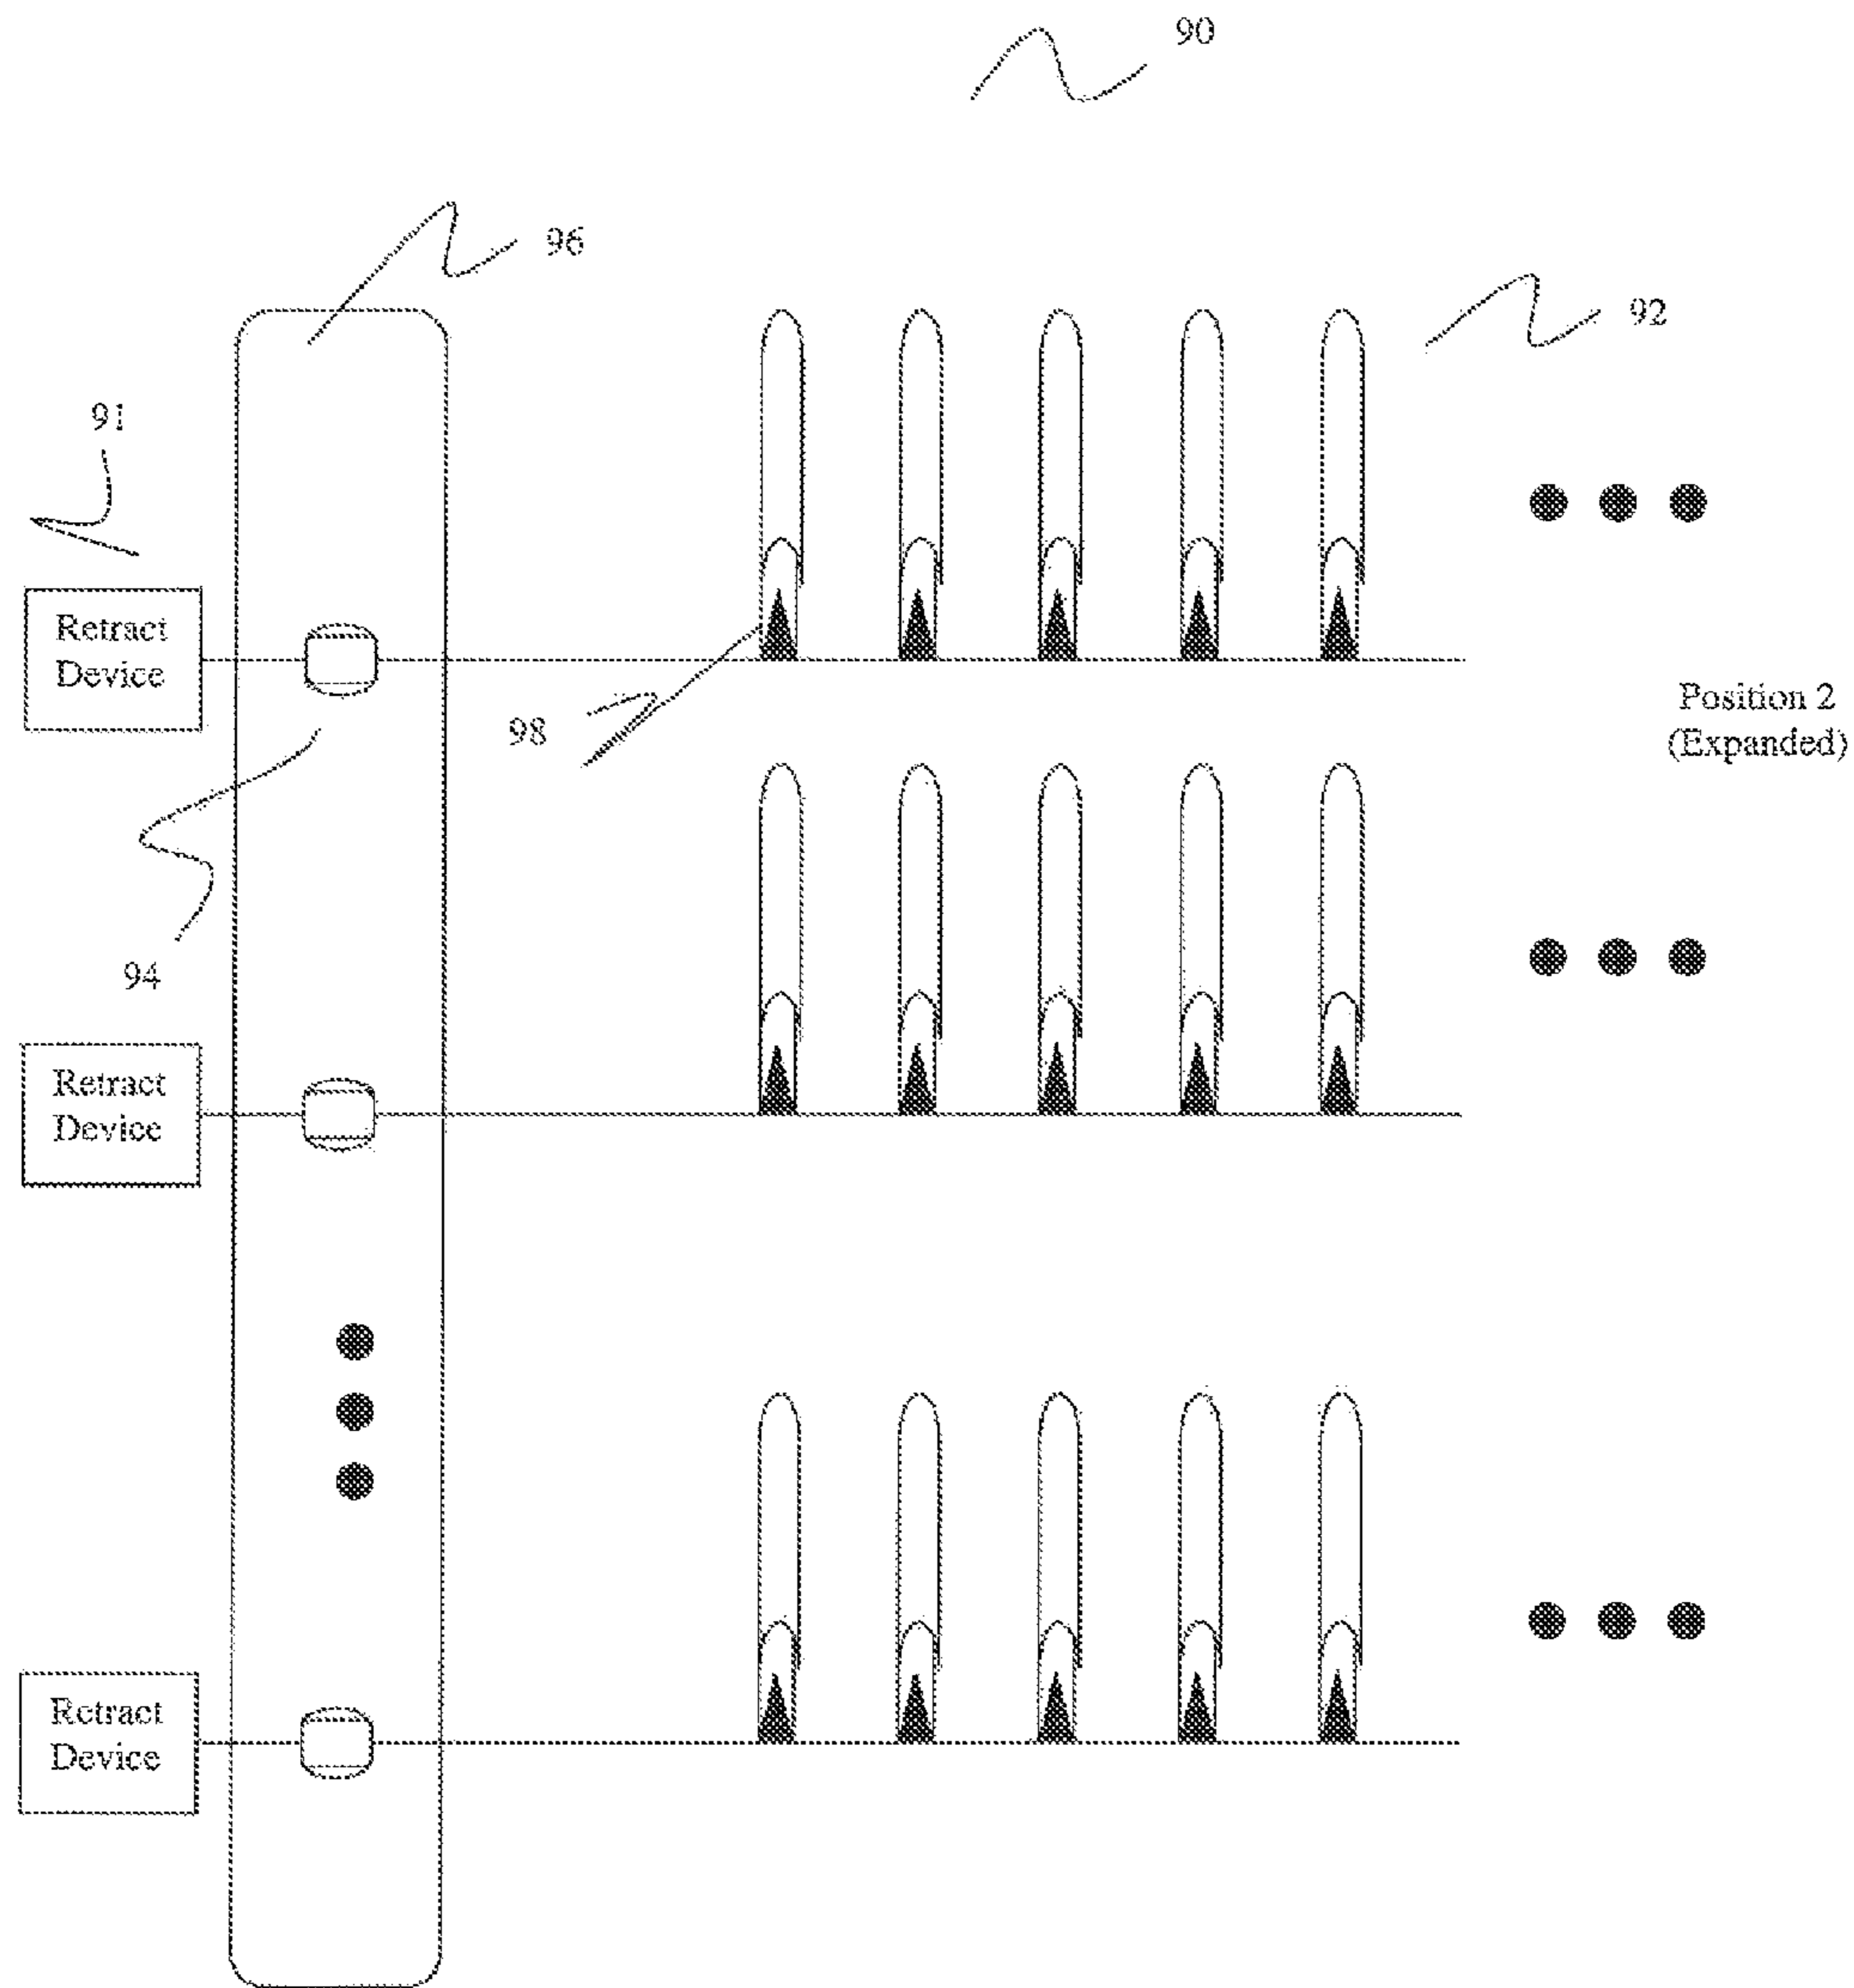 90
96
92
91
Retract
Device
98
Position 2
(Expanded)
94
Retract
Device
Retract
Device